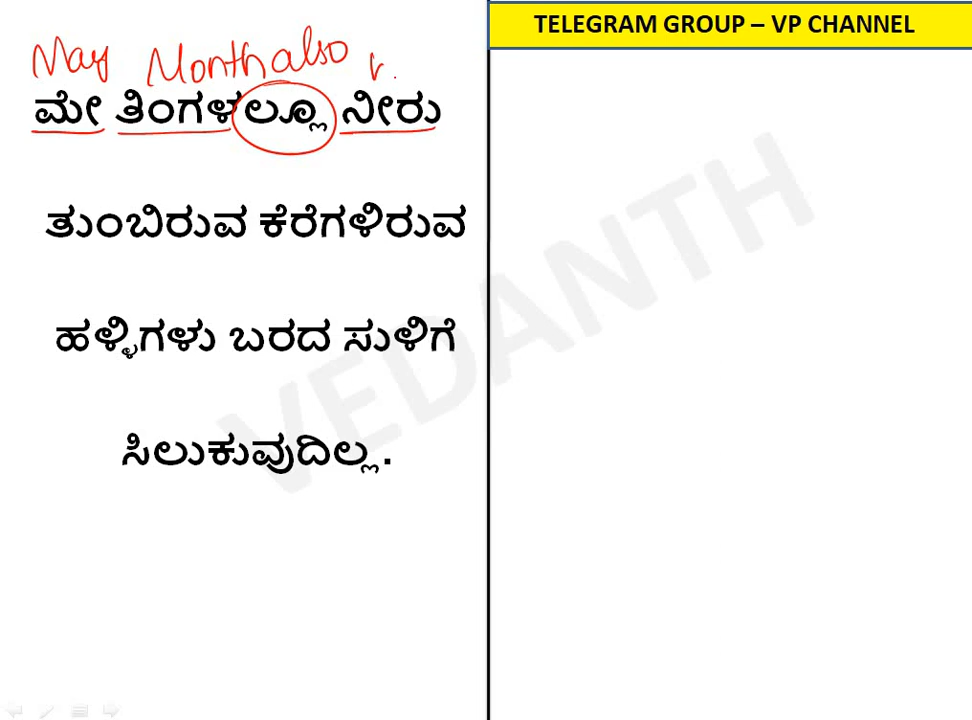 TELEGRAM GROUP – VP CHANNEL
May Month also
ಮೇ ತಿಂಗಳಲ್ಲೂ ನೀರು
ತುಂಬಿರುವ ಕೆರೆಗಳಿರುವ
ಹಳ್ಳಿಗಳು ಬರದ ಸುಳಿಗೆ
ಸಿಲುಕುವುದಿಲ್ಲ.
VEDANTH